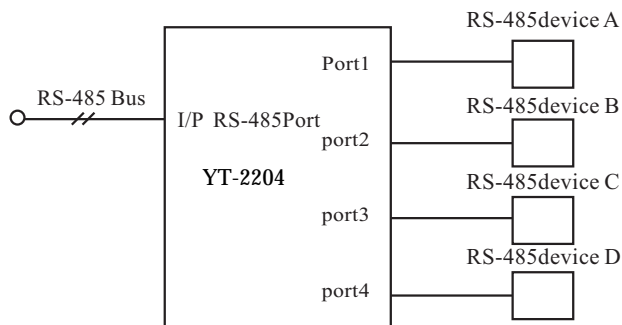 RS-485device A
Port1
RS-485 Bus
RS-485device B
I/P RS-485Port
port2
YT-2204
RS-485device C
port3
RS-485device D
port4